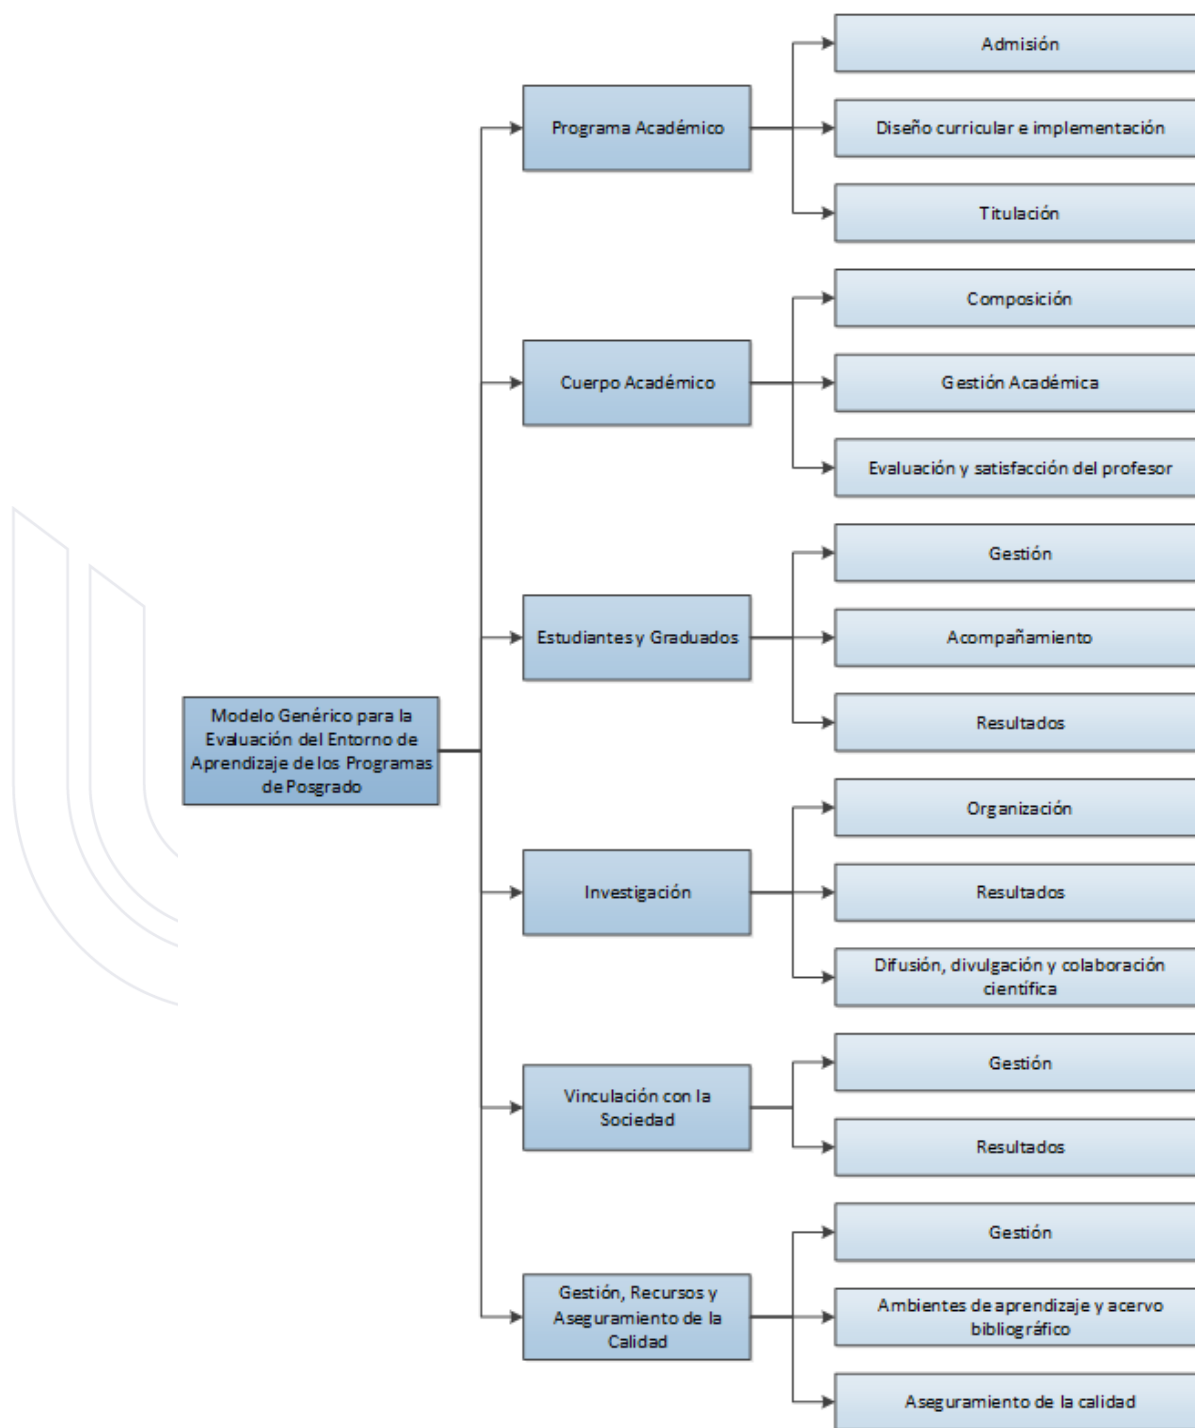 Modelo Genérico para la
Evaluación del Entorno de
Aprendizaje de los Programas
de Posgrado
Programa Académico
Admisión
Diseño curricular e implementación
Titulación
Cuerpo Académico
Composición
Gestión Académica
Evaluación y satisfacción del profesor
Estudiantes y Graduados
Gestión
Acompañamiento
Resultados
Investigación
Organización
Resultados
Difusión, divulgación y colaboración
científica
Vinculación con la
Sociedad
Gestión
Resultados
Gestión, Recursos y
Aseguramiento de la
Calidad
Gestión
Ambientes de aprendizaje y acervo
bibliográfico
Aseguramiento de la calidad